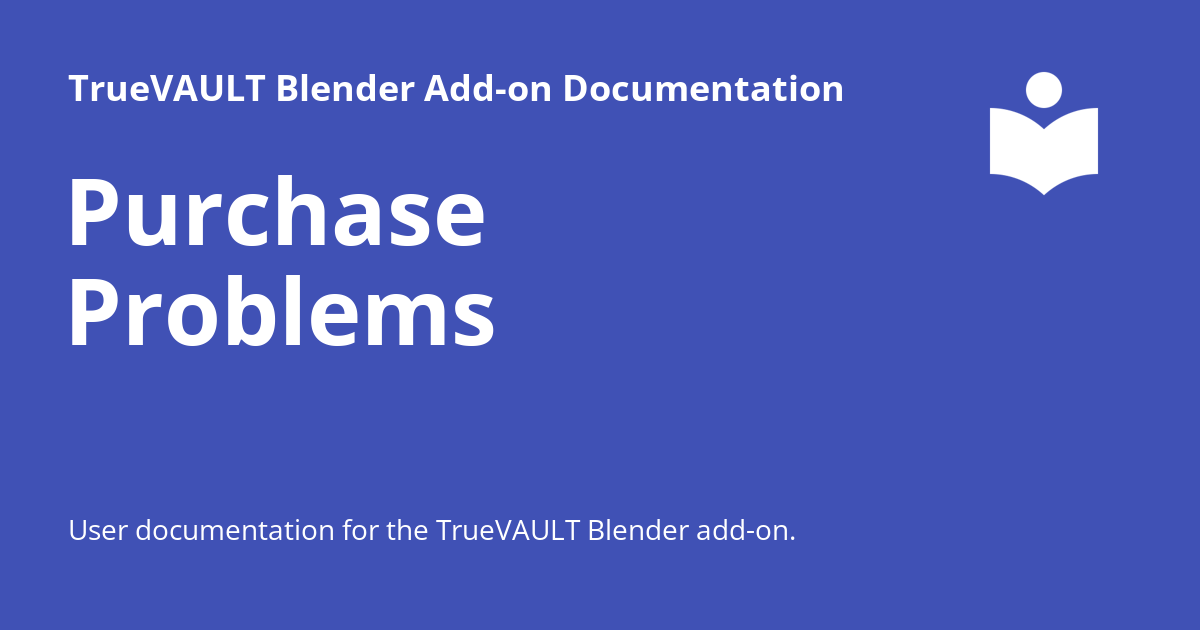 TrueVAULT Blender Add-on Documentation
Purchase
Problems
User documentation for the TrueVAULT Blender add-on.